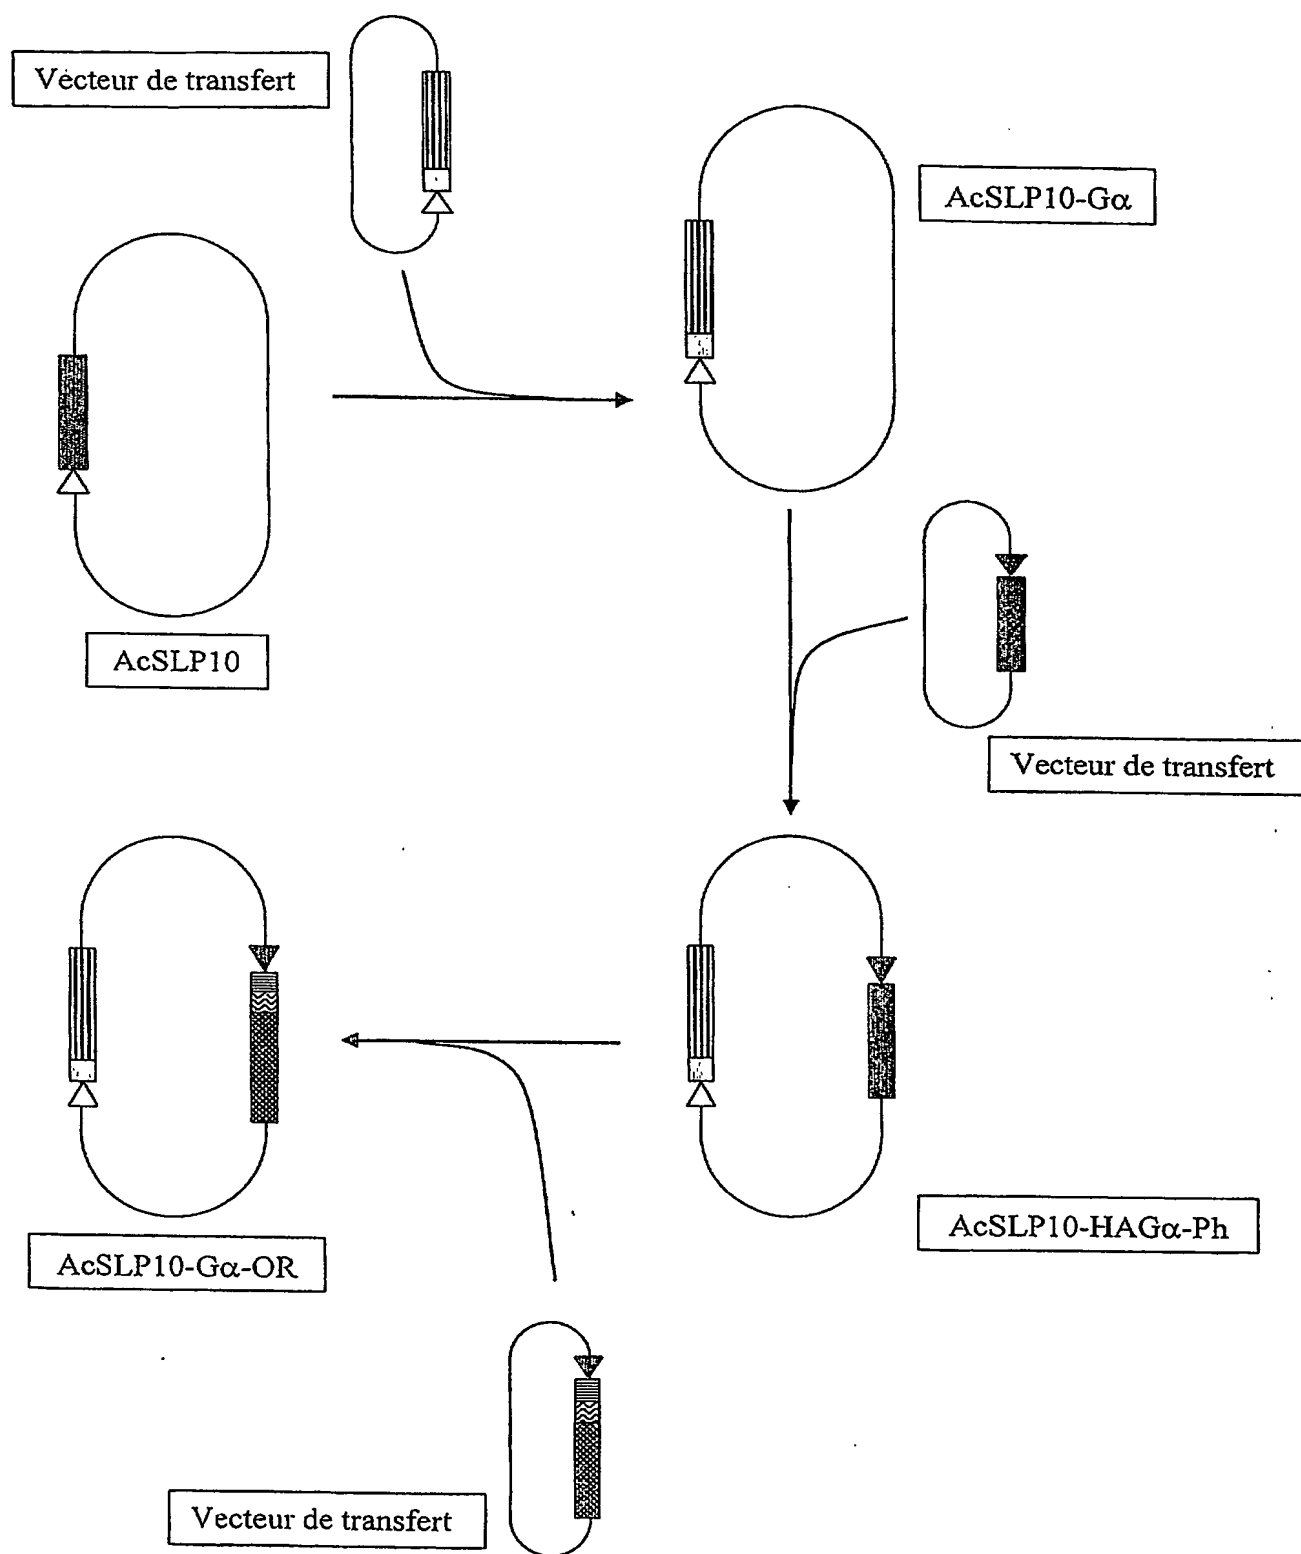 Vecteur de transfert
AcSLP10-Gα
AcSLP10
Vecteur de transfert
AcSLP10-HAGα-Ph
AcSLP10-Gα-OR
Vecteur de transfert